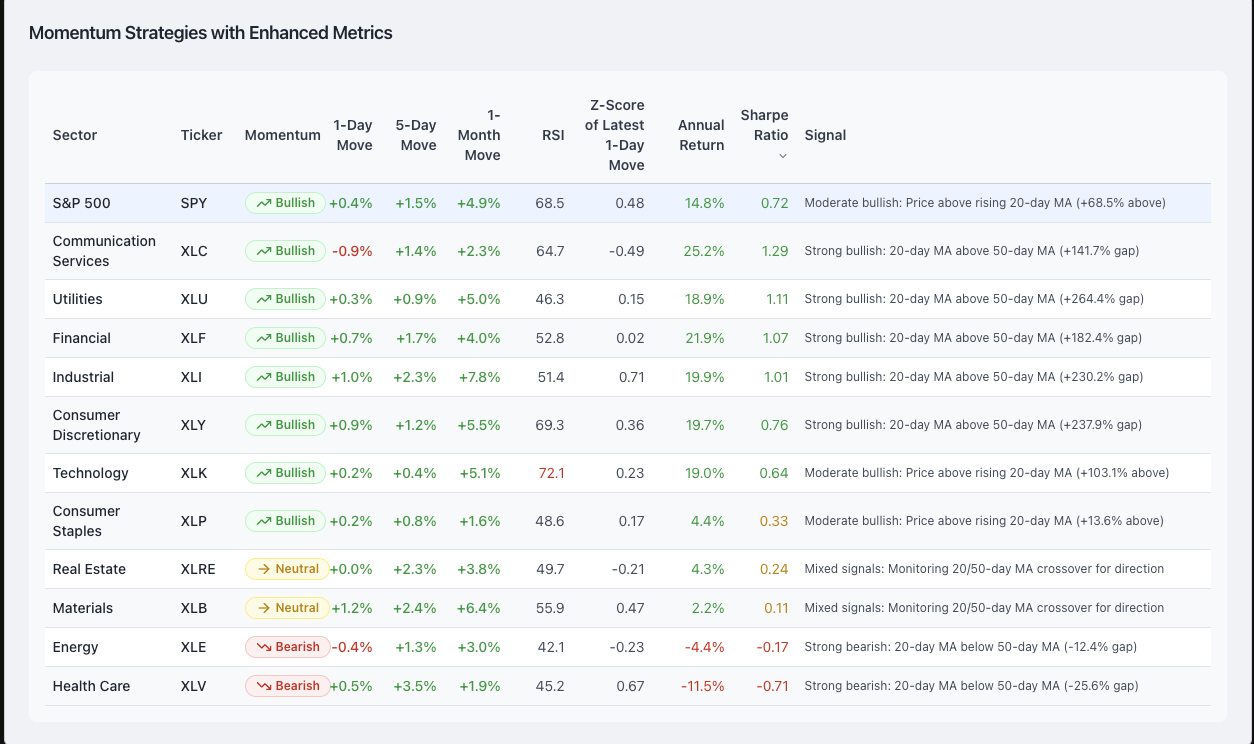 Momentum Strategies with Enhanced Metrics
Sector Ticker Momentum 1-Day Move 5-Day Move 1-Month Move RSI Z-Score of Latest 1-Day Move Annual Return Sharpe Ratio Signal
S&P 500 SPY Bullish +0.4% +1.5% +4.9% 68.5 0.48 14.8% 0.72 Moderate bullish: Price above rising 20-day MA (+68.5% above)
Communication Services XLC Bullish -0.9% +1.4% +2.3% 64.7 -0.49 25.2% 1.29 Strong bullish: 20-day MA above 50-day MA (+141.7% gap)
Utilities XLU Bullish +0.3% +0.9% +5.0% 46.3 0.15 18.9% 1.11 Strong bullish: 20-day MA above 50-day MA (+264.4% gap)
Financial XLF Bullish +0.7% +1.7% +4.0% 52.8 0.02 21.9% 1.07 Strong bullish: 20-day MA above 50-day MA (+182.4% gap)
Industrial XLI Bullish +1.0% +2.3% +7.8% 51.4 0.71 19.9% 1.01 Strong bullish: 20-day MA above 50-day MA (+230.2% gap)
Consumer Discretionary XLY Bullish +0.9% +1.2% +5.5% 69.3 0.36 19.7% 0.76 Strong bullish: 20-day MA above 50-day MA (+237.9% gap)
Technology XLK Bullish +0.2% +0.4% +5.1% 72.1 0.23 19.0% 0.64 Moderate bullish: Price above rising 20-day MA (+103.1% above)
Consumer Staples XLP Bullish +0.2% +0.8% +1.6% 48.6 0.17 4.4% 0.33 Moderate bullish: Price above rising 20-day MA (+13.6% above)
Real Estate XLRE Neutral +0.0% +2.3% +3.8% 49.7 -0.21 4.3% 0.24 Mixed signals: Monitoring 20/50-day MA crossover for direction
Materials XLB Neutral +1.2% +2.4% +6.4% 55.9 0.47 2.2% 0.11 Mixed signals: Monitoring 20/50-day MA crossover for direction
Energy XLE Bearish -0.4% +1.3% +3.0% 42.1 -0.23 -4.4% -0.17 Strong bearish: 20-day MA below 50-day MA (-12.4% gap)
Health Care XLV Bearish +0.5% +3.5% +1.9% 45.2 0.67 -11.5% -0.71 Strong bearish: 20-day MA below 50-day MA (-25.6% gap)